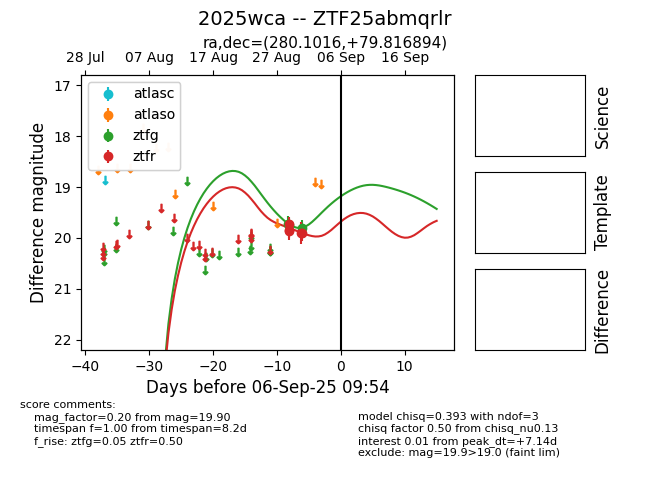 2025wca -- ZTF25abmqrlr
ra,dec=(280.1016,+79.816894)
28 Jul 07 Aug 17 Aug 27 Aug 06 Sep 16 Sep
17
18
19
20
21
22
Difference magnitude
atlasc
atlaso
ztfg
ztfr
−40 −30 −20 −10 0 10
Days before 06-Sep-25 09:54
Science
Template
Difference
score comments:
mag_factor=0.20 from mag=19.90
timespan f=1.00 from timespan=8.2d
f_rise: ztfg=0.05 ztfr=0.50
model chisq=0.393 with ndof=3
chisq factor 0.50 from chisq_nu0.13
interest 0.01 from peak_dt=+7.14d
exclude: mag=19.9>19.0 (faint lim)